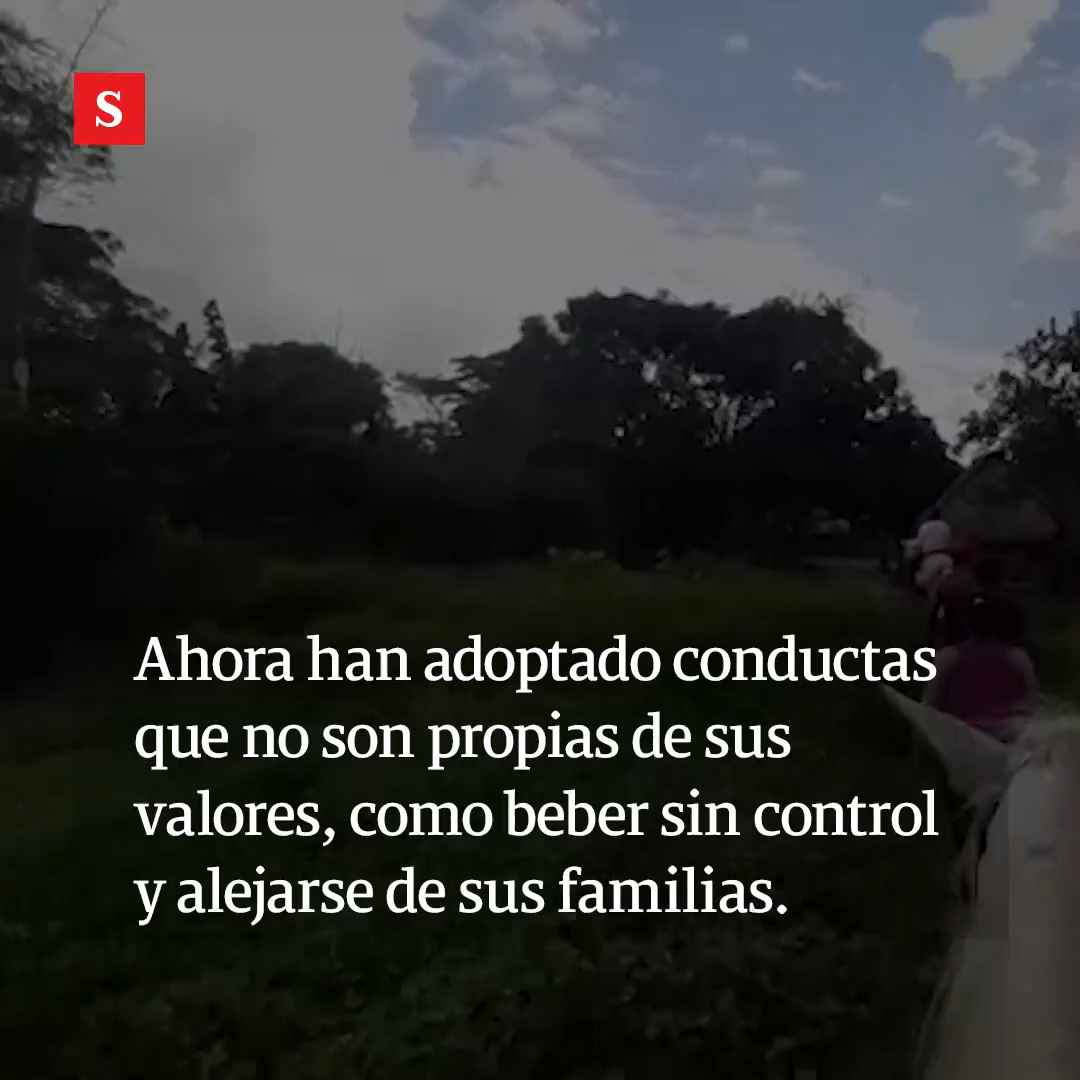 S
Ahora han adoptado conductas
que no son propias de sus
valores, como beber sin control
y alejarse de sus familias.